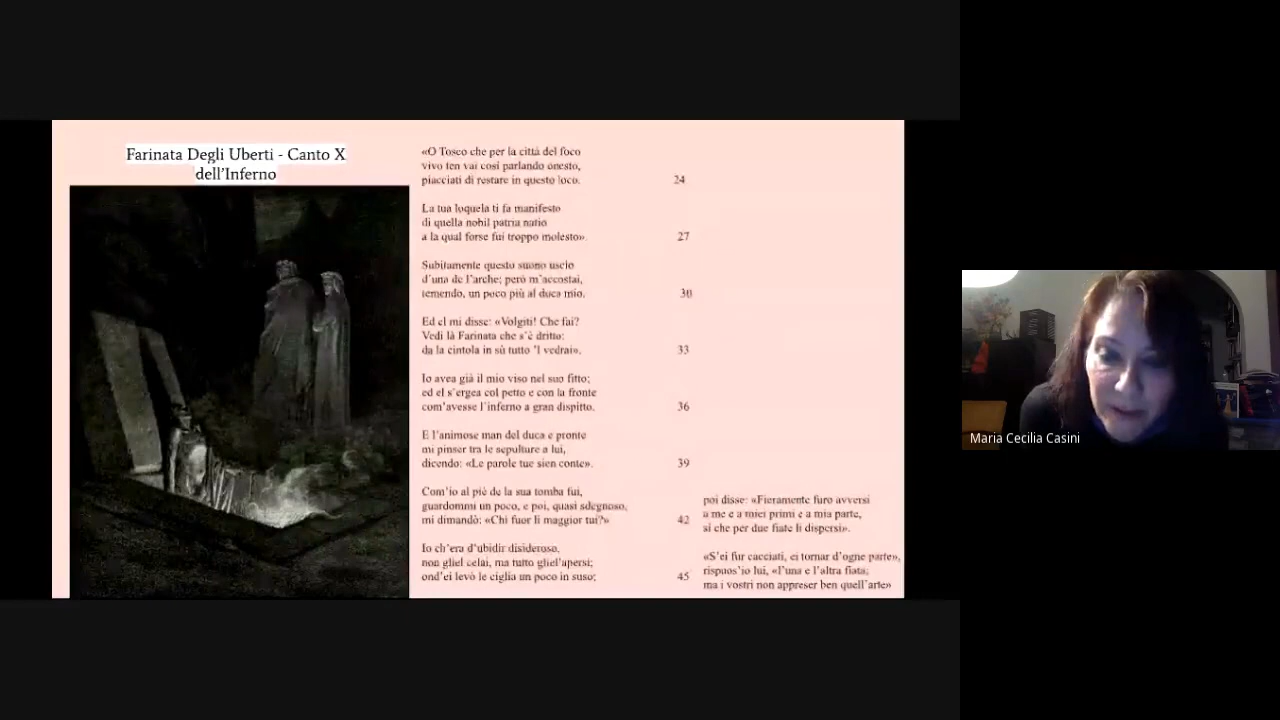 Farinata Degli Uberti - Canto X
dell'Inferno
«O Tosco che per la città del foco
vivo ten vai così parlando onesto,
piacciati di restare in questo loco.
24
La tua loquela ti fa manifesto
di quella nobil patria natio
a la qual forse fui troppo molesto».
27
Subitamente questo suono uscìo
d'una de l'arche; però m'accostai,
temendo, un poco più al duca mio.
30
Ed el mi disse: «Volgiti! Che fai?
Vedi là Farinata che s'è dritto:
da la cintola in sù tutto 'l vedrai».
33
Io avea già il mio viso nel suo fitto;
ed el s'ergea col petto e con la fronte
com'avesse l'inferno a gran dispitto.
36
E l'animose man del duca e pronte
mi pinser tra le sepulture a lui,
dicendo: «Le parole tue sien conte».
39
Com'io al piè de la sua tomba fui,
guardommi un poco, e poi, quasi sdegnoso,
mi dimandò: «Chi fuor li maggior tui?»
42
Io ch'era d'ubidir disideroso,
non gliel celai, ma tutto gliel'apersi;
ond'ei levò le ciglia un poco in suso;
45
poi disse: «Fieramente furo avversi
a me e a miei primi e a mia parte,
sì che per due fiate li dispersi».
«S'ei fur cacciati, ei tornar d'ogne parte»,
rispuos'io lui, «l'una e l'altra fiata;
ma i vostri non appreser ben quell'arte»
Maria Cecilia Casini